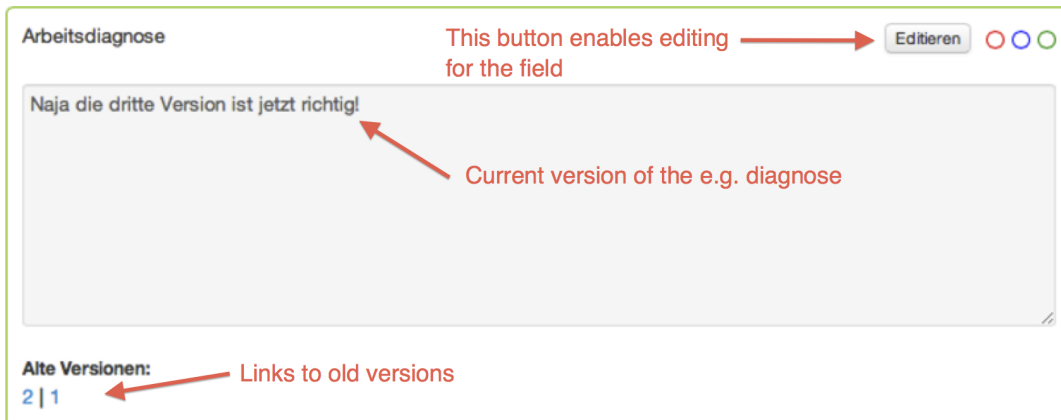 Arbeitsdiagnose
This button enables editing
for the field
Editieren
Naja die dritte Version ist jetzt richtig!
Current version of the e.g. diagnose
Alte Versionen:
Links to old versions
2 | 1